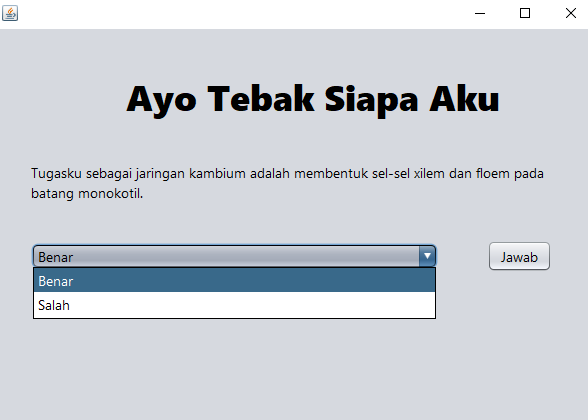 Ayo Tebak Siapa Aku
Tugasku sebagai jaringan kambium adalah membentuk sel-sel xilem dan floem pada
batang monokotil.
Benar
Jawab
Benar
Salah